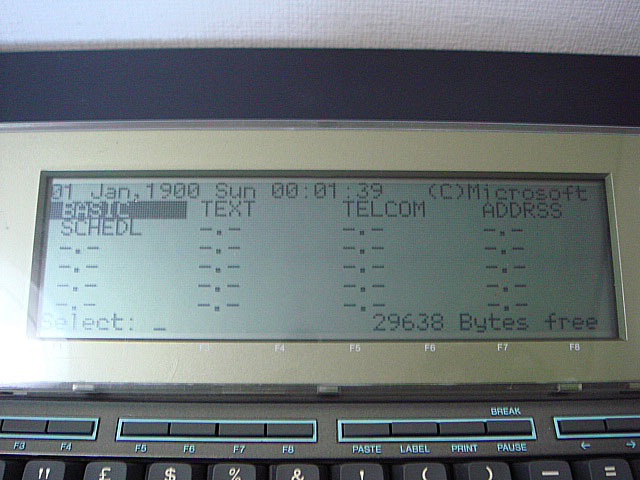 01 Jan,1900 Sun 00:01:39 (C)Microsoft
BASIC TEXT TELCOM ADDRSS
SCHEDL -.- -.- -.-
-.- -.- -.- -.-
-.- -.- -.- -.-
-.- -.- -.- -.-
-.- -.- -.- -.-
Select: _ 29638 Bytes free
F3 F4 F5 F6 F7 F8
BREAK
F3 F4 F5 F6 F7 F8 PASTE LABEL PRINT PAUSE ← →
" £ $ % & ' ( ) — =